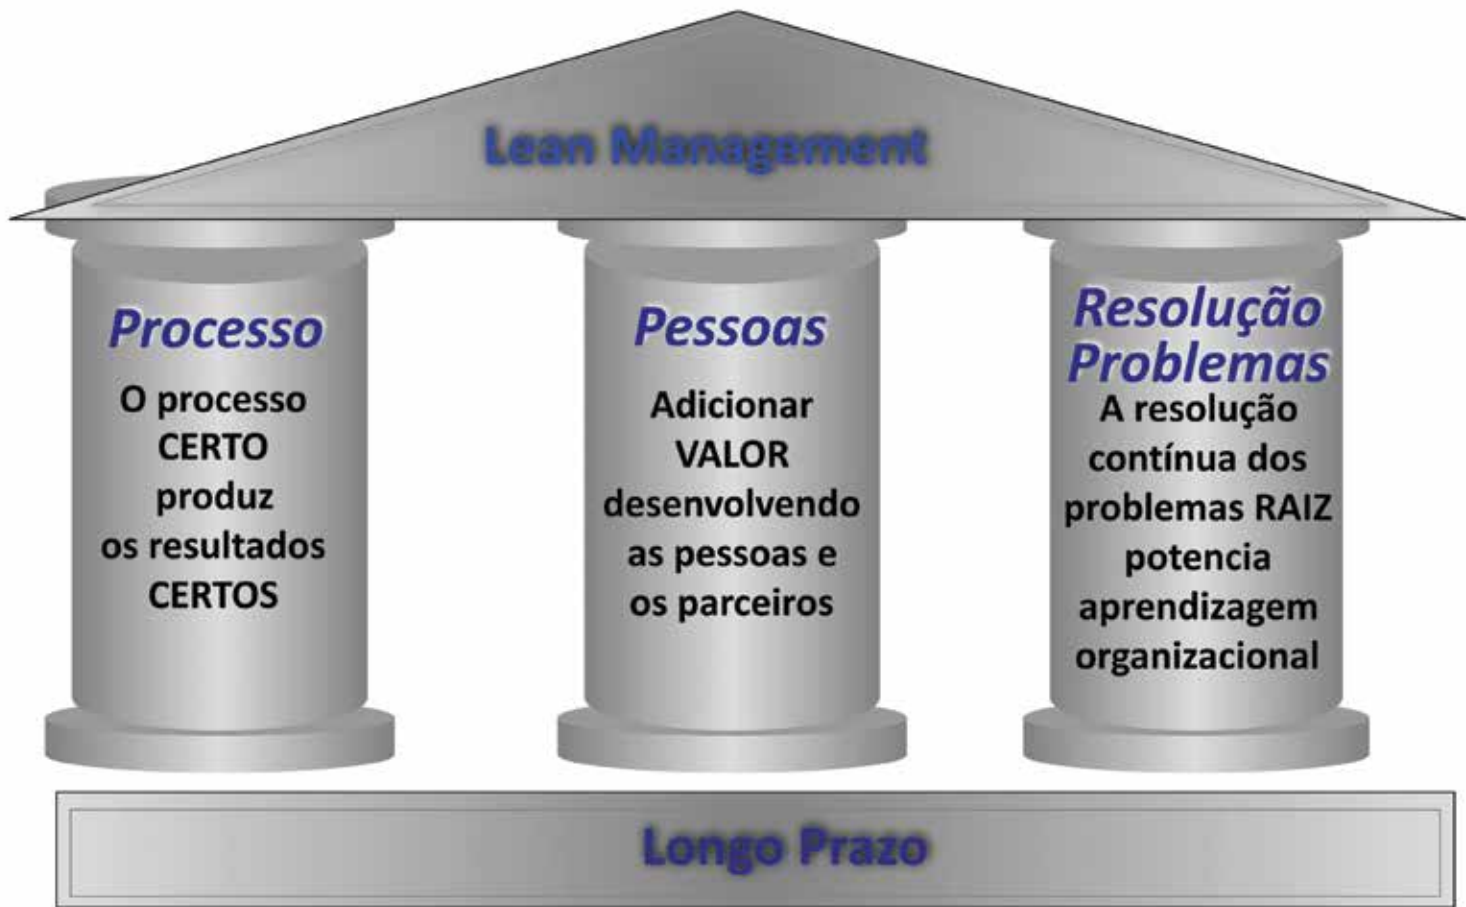 Lean Management
Processo
O processo
CERTO
produz
os resultados
CERTOS
Pessoas
Adicionar
VALOR
desenvolvendo
as pessoas e
os parceiros
Resolução
Problemas
A resolução
contínua dos
problemas RAIZ
potencia
aprendizagem
organizacional
Longo Prazo